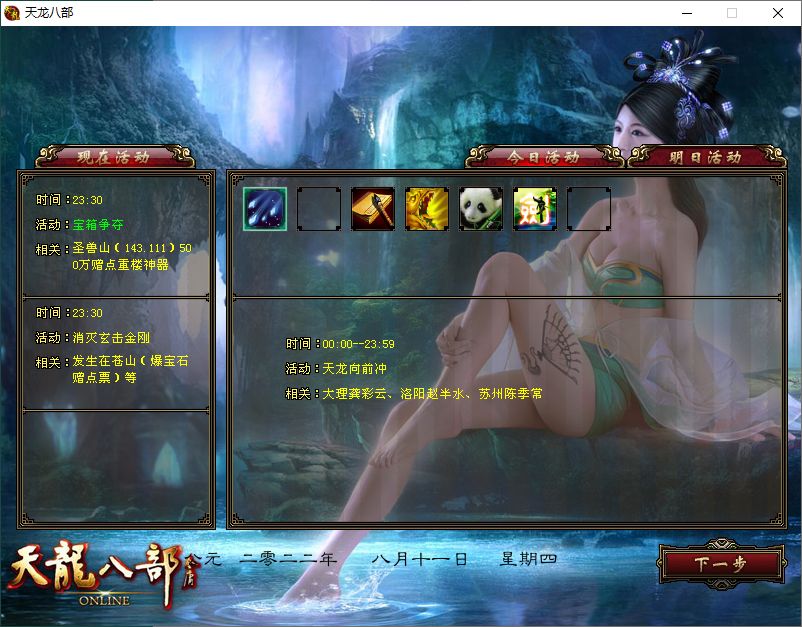 天龙八部
现在活动
今日活动
明日活动
时间：23:30
活动：宝箱争夺
相关：圣兽山（143.111）50
0万赠点重楼神器
时间：23:30
活动：消灭玄击金刚
相关：发生在苍山（爆宝石
赠点票）等
时间：00:00--23:59
活动：天龙向前冲
相关：大理龚彩云、洛阳赵半水、苏州陈季常
天龍八部
ONLINE
公元 二零二二年 八月十一日 星期四
下一步